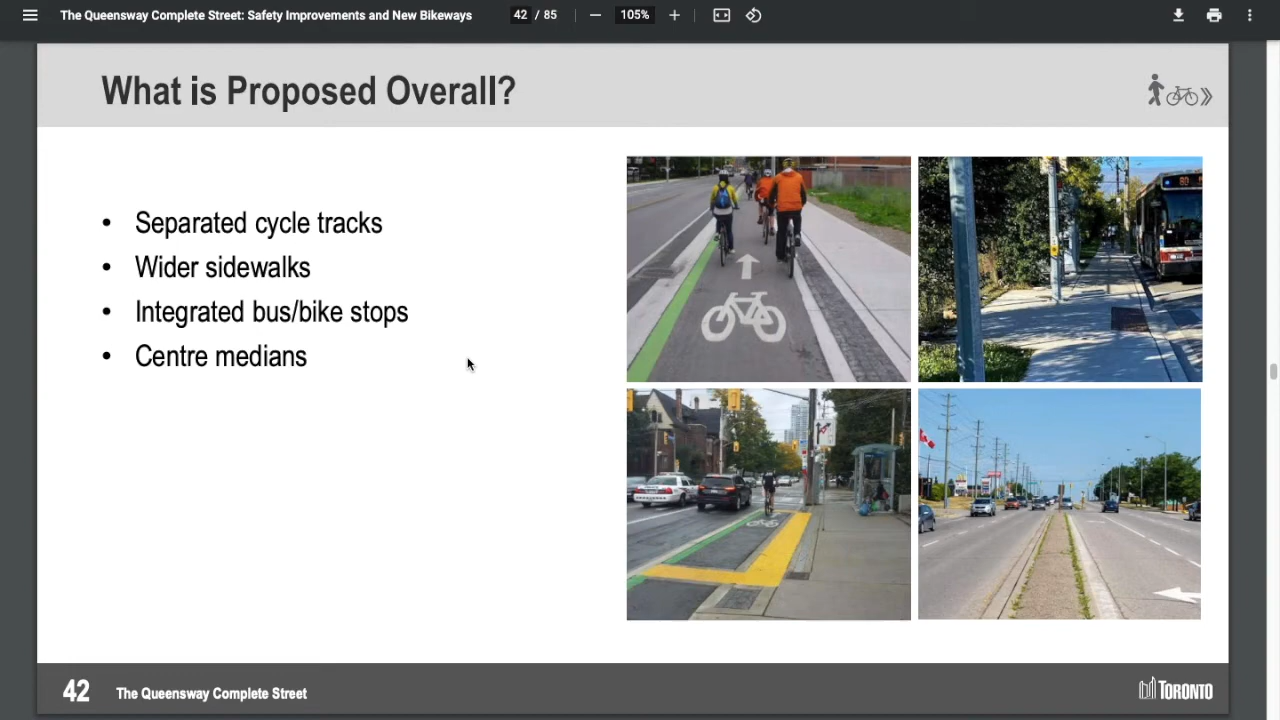 The Queensway Complete Street: Safety Improvements and New Bikeways
42 / 85
105%
What is Proposed Overall?
• Separated cycle tracks
• Wider sidewalks
• Integrated bus/bike stops
• Centre medians
80
42
The Queensway Complete Street
TORONTO